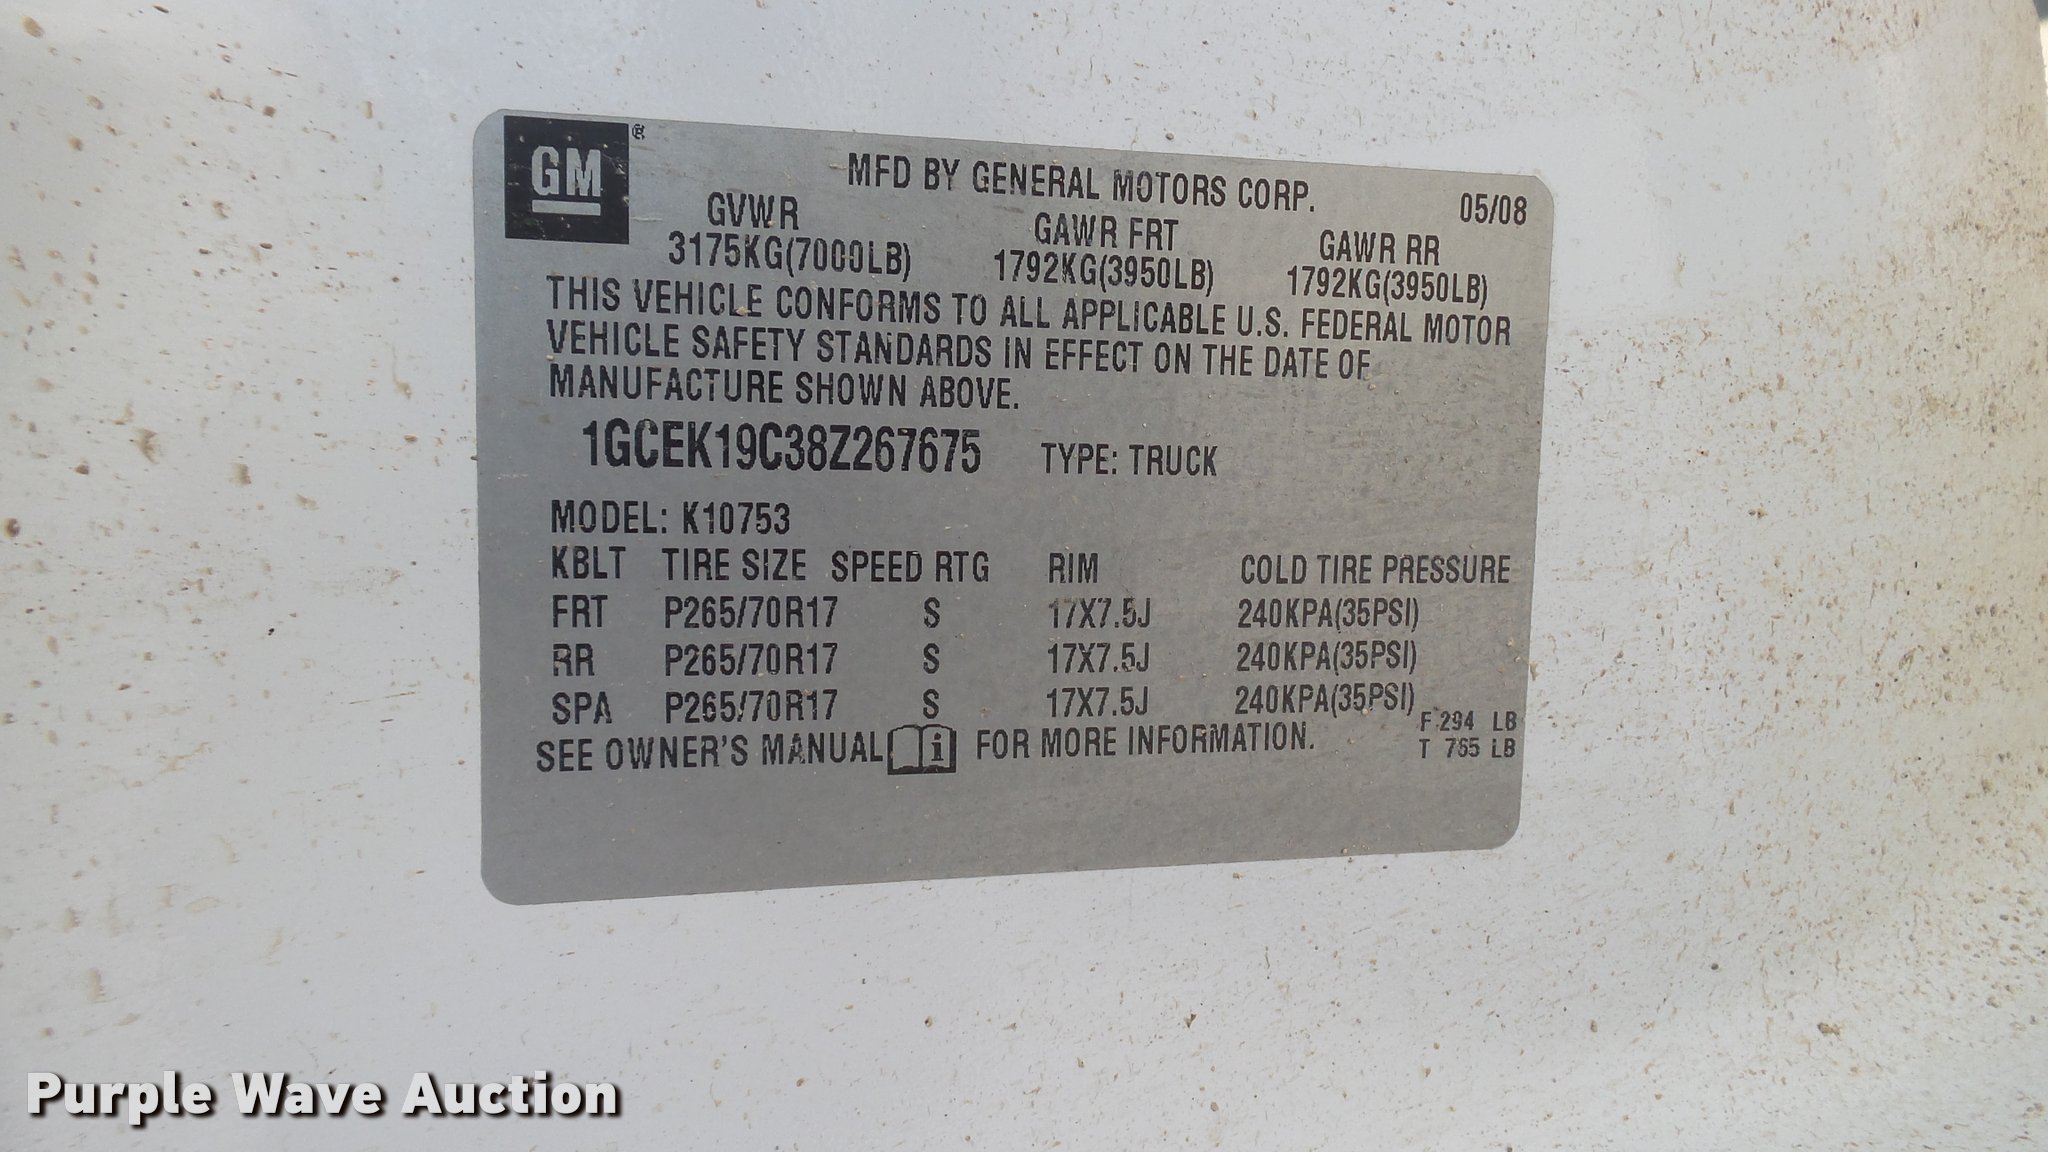 GM®
MFD BY GENERAL MOTORS CORP. 05/08
GVWR GAWR FRT GAWR RR
3175KG(7000LB) 1792KG(3950LB) 1792KG(3950LB)
THIS VEHICLE CONFORMS TO ALL APPLICABLE U.S. FEDERAL MOTOR
VEHICLE SAFETY STANDARDS IN EFFECT ON THE DATE OF
MANUFACTURE SHOWN ABOVE.
1GCEK19C38Z267675 TYPE: TRUCK
MODEL: K10753
KBLT TIRE SIZE SPEED RTG RIM COLD TIRE PRESSURE
FRT P265/70R17 S 17X7.5J 240KPA(35PSI)
RR P265/70R17 S 17X7.5J 240KPA(35PSI)
SPA P265/70R17 S 17X7.5J 240KPA(35PSI)
F 294 LB
SEE OWNER'S MANUAL i FOR MORE INFORMATION. T 765 LB
Purple Wave Auction